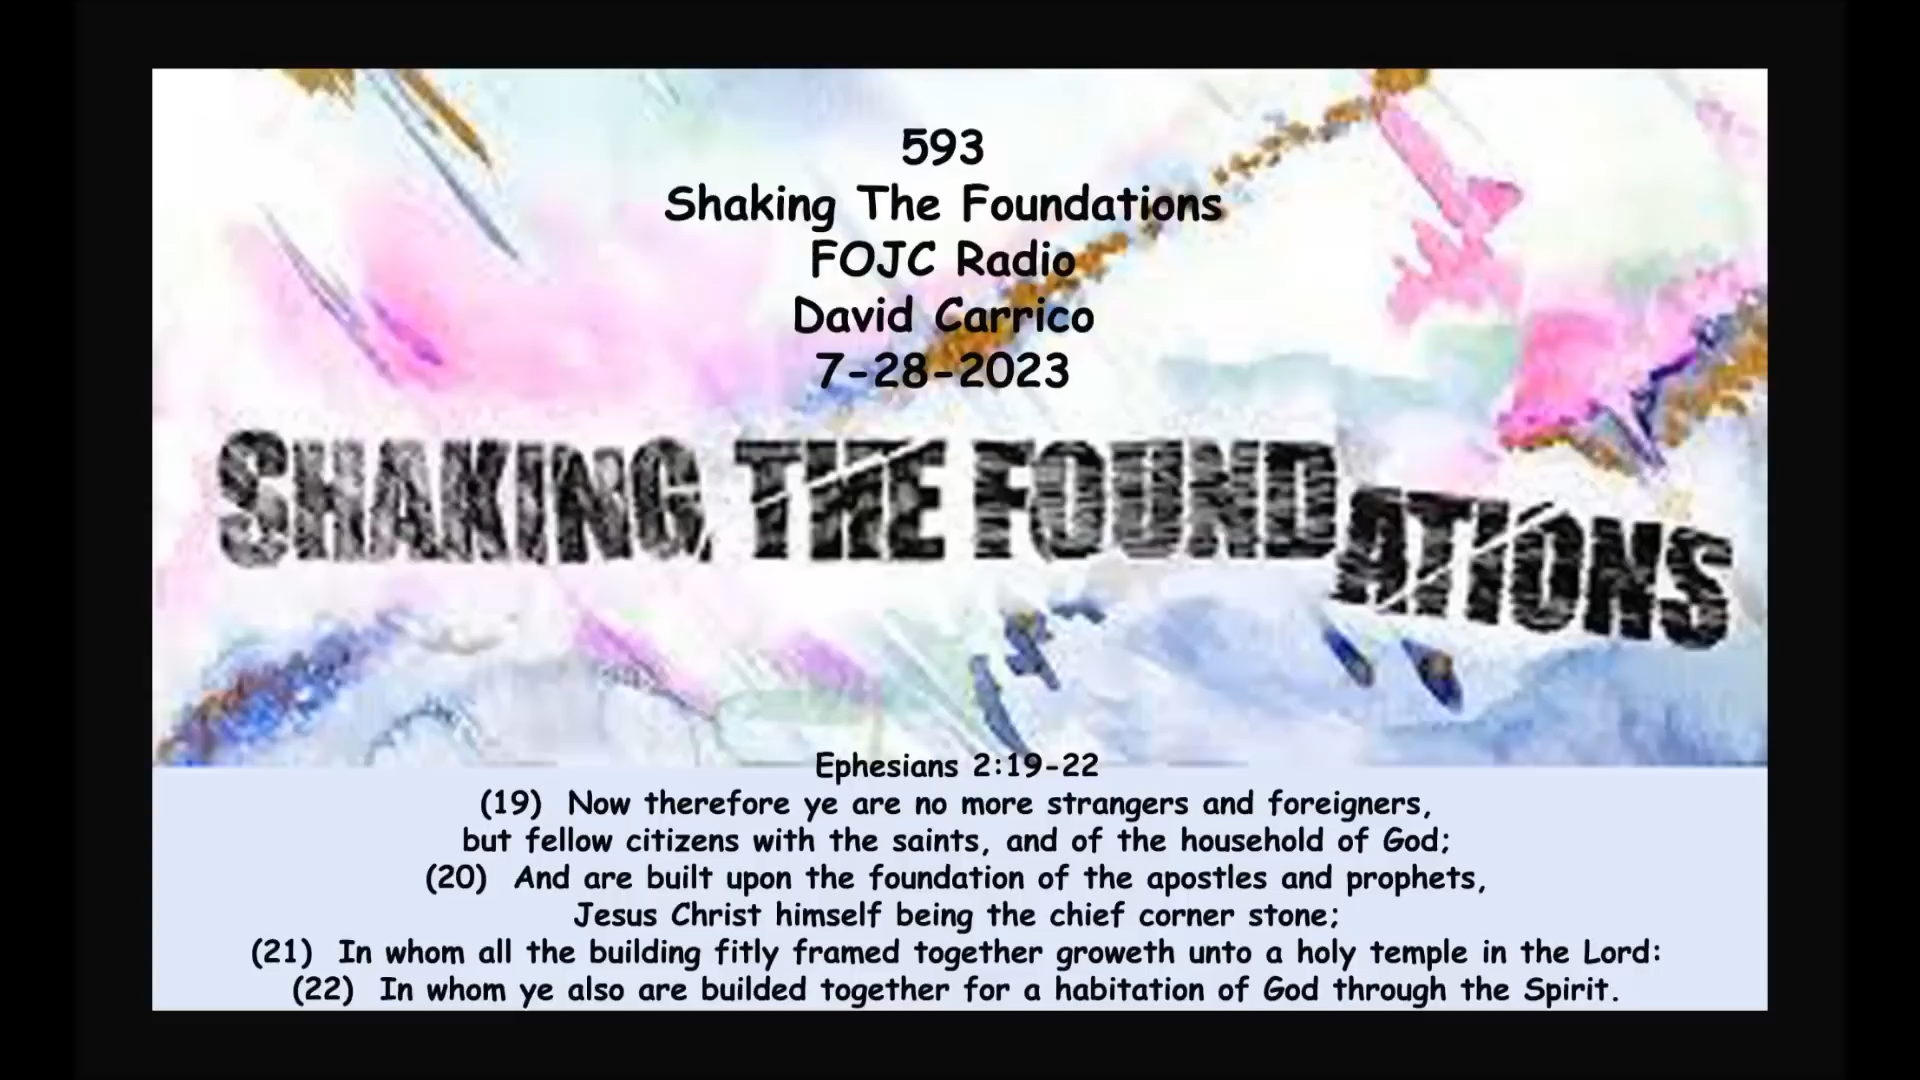 593
Shaking The Foundations
FOJC Radio
David Carrico
7-28-2023
SHAKING THE FOUNDATIONS
Ephesians 2:19-22
(19) Now therefore ye are no more strangers and foreigners,
but fellow citizens with the saints, and of the household of God;
(20) And are built upon the foundation of the apostles and prophets,
Jesus Christ himself being the chief corner stone;
(21) In whom all the building fitly framed together groweth unto a holy temple in the Lord:
(22) In whom ye also are builded together for a habitation of God through the Spirit.